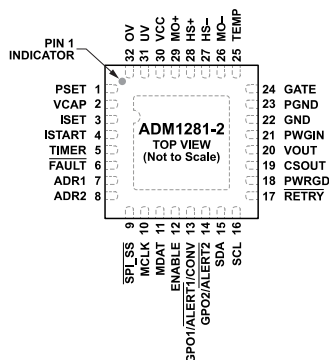 PIN 1
INDICATOR
32 OV
31 UV
30 VCC
29 MO+
28 HS+
27 HS–
26 MO–
25 TEMP
PSET 1
VCAP 2
ISET 3
ISTART 4
TIMER 5
FAULT 6
ADR1 7
ADR2 8
ADM1281-2
TOP VIEW
(Not to Scale)
24 GATE
23 PGND
22 GND
21 PWGIN
20 VOUT
19 CSOUT
18 PWRGD
17 RETRY
SPI_SS 9
MCLK 10
MDAT 11
ENABLE 12
GPO1/ALERT1/CONV 13
GPO2/ALERT2 14
SDA 15
SCL 16